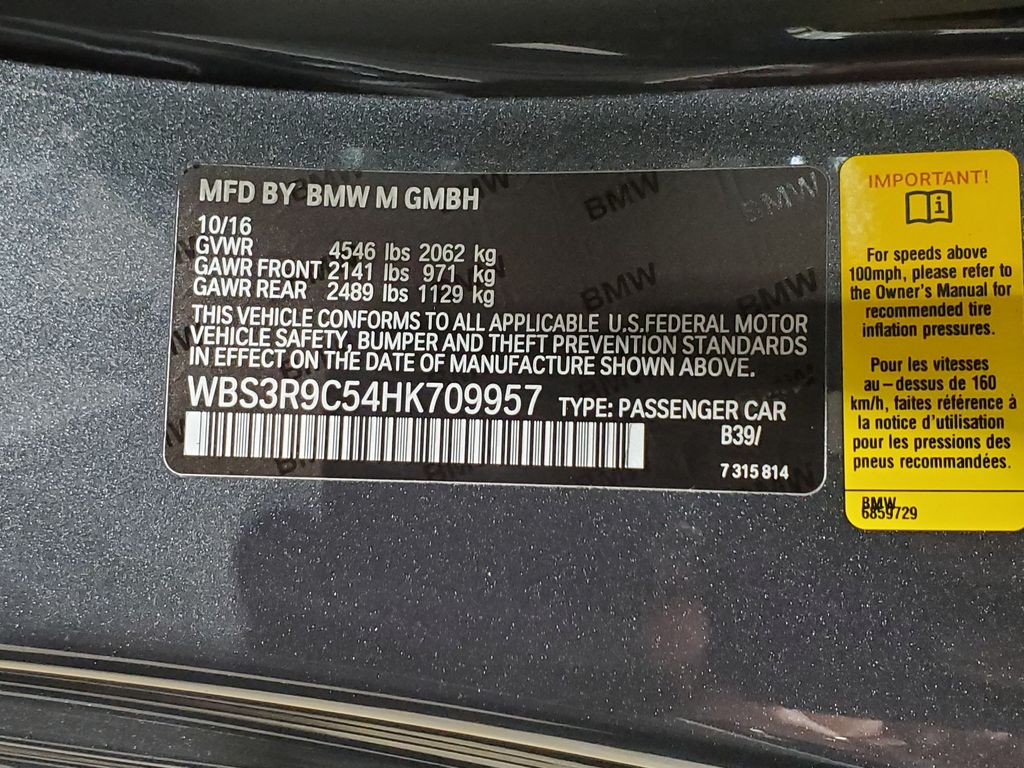 MFD BY BMW M GMBH
10/16
GVWR 4546 lbs 2062 kg
GAWR FRONT 2141 lbs 971 kg
GAWR REAR 2489 lbs 1129 kg
THIS VEHICLE CONFORMS TO ALL APPLICABLE U.S.FEDERAL MOTOR
VEHICLE SAFETY, BUMPER AND THEFT PREVENTION STANDARDS
IN EFFECT ON THE DATE OF MANUFACTURE SHOWN ABOVE.
WBS3R9C54HK709957 TYPE: PASSENGER CAR
B39/
7 315 814
IMPORTANT!
i
For speeds above
100mph, please refer to
the Owner's Manual for
recommended tire
inflation pressures.
Pour les vitesses
au-dessus de 160
km/h, faites référence à
la notice d'utilisation
pour les pressions des
pneus recommandées.
BMW
6859729